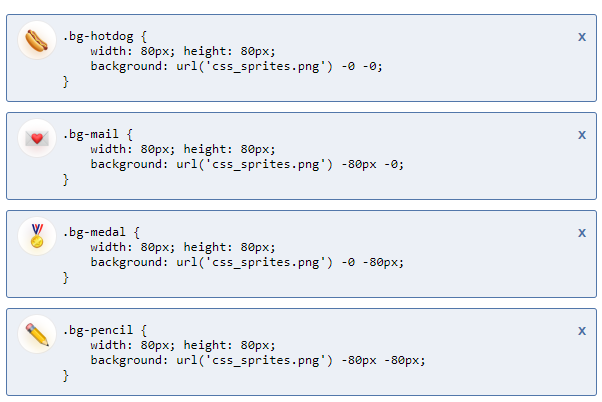 .bg-hotdog {
x
    width: 80px; height: 80px;
    background: url('css_sprites.png') -0 -0;
}
.bg-mail {
x
    width: 80px; height: 80px;
    background: url('css_sprites.png') -80px -0;
}
.bg-medal {
x
    width: 80px; height: 80px;
    background: url('css_sprites.png') -0 -80px;
}
.bg-pencil {
x
    width: 80px; height: 80px;
    background: url('css_sprites.png') -80px -80px;
}